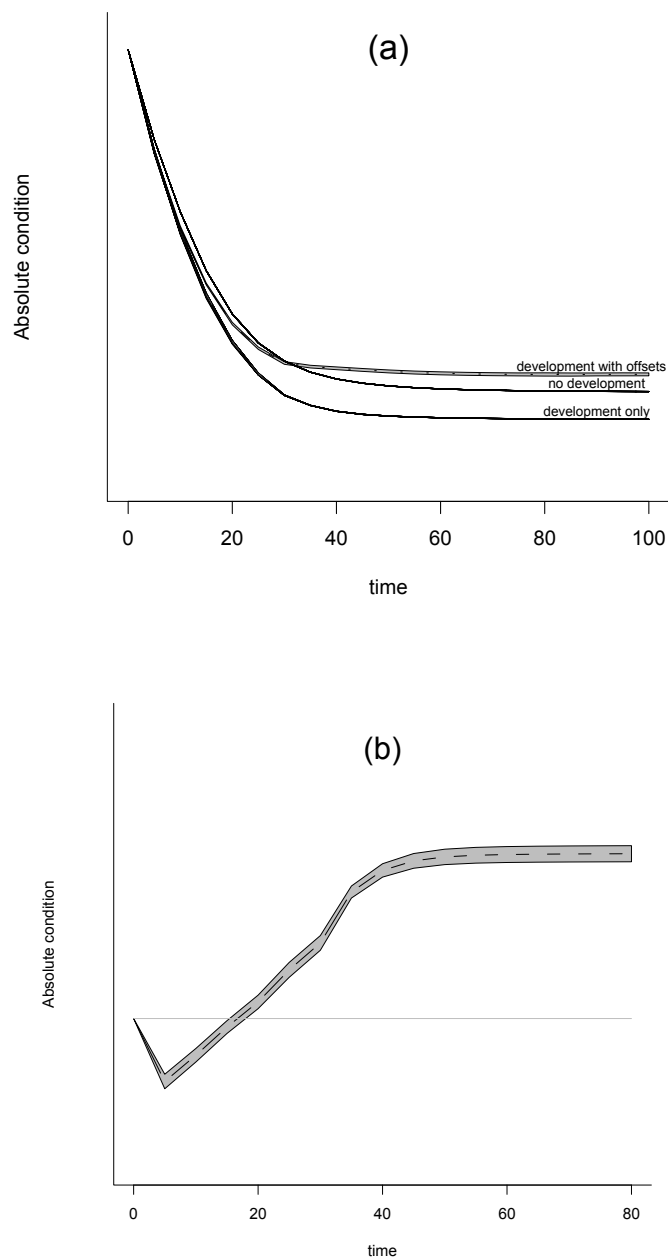 (a)
Absolute condition
development with offsets
no development
development only
0 20 40 60 80 100
time
(b)
Absolute condition
0 20 40 60 80
time